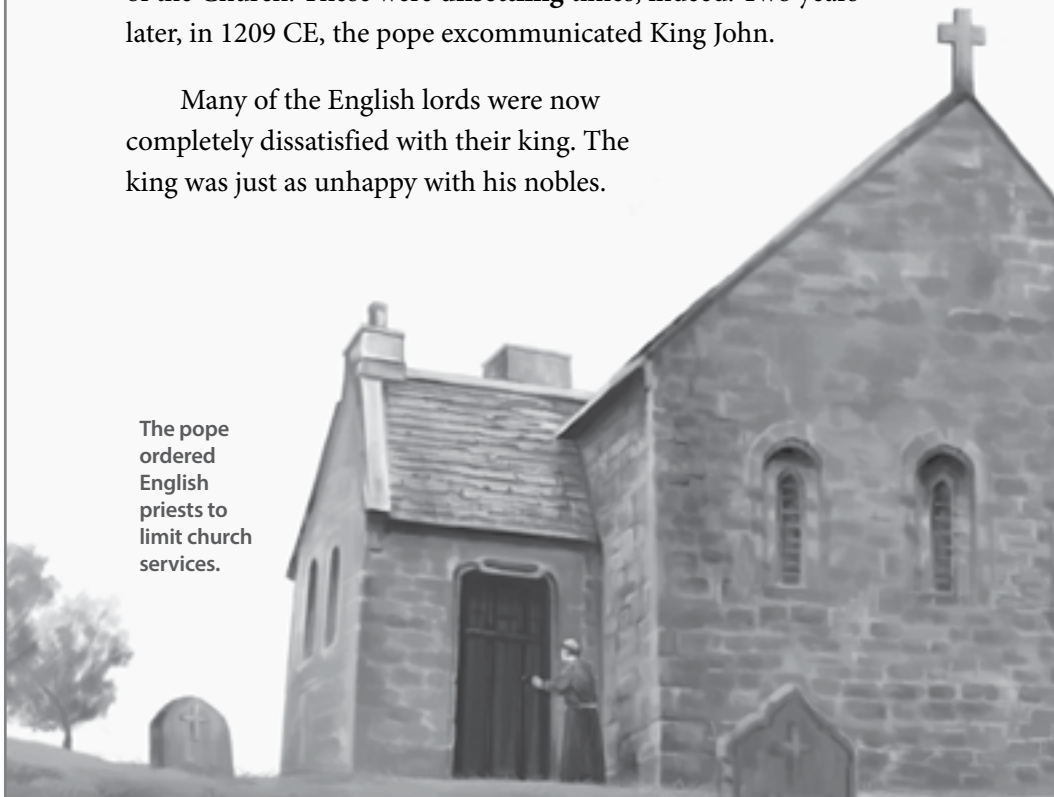 of the Church. These were unsettling times, indeed. Two years
later, in 1209 CE, the pope excommunicated King John.
Many of the English lords were now
completely dissatisfied with their king. The
king was just as unhappy with his nobles.
The pope
ordered
English
priests to
limit church
services.